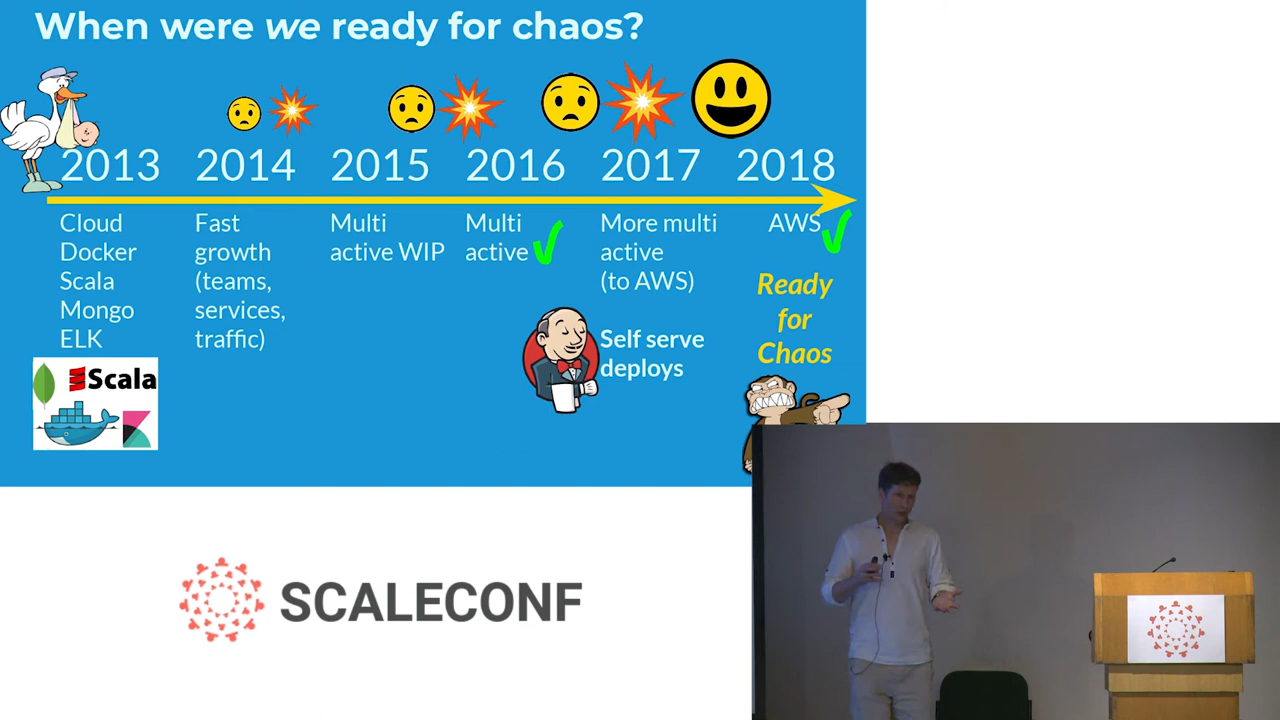 When were we ready for chaos?
2013
2014
2015
2016
2017
2018
Cloud
Docker
Scala
Mongo
ELK
Fast
growth
(teams,
services,
traffic)
Multi
active WIP
Multi
active
More multi
active
(to AWS)
Self serve
deploys
AWS
Ready
for
Chaos
Scala
SCALECONF